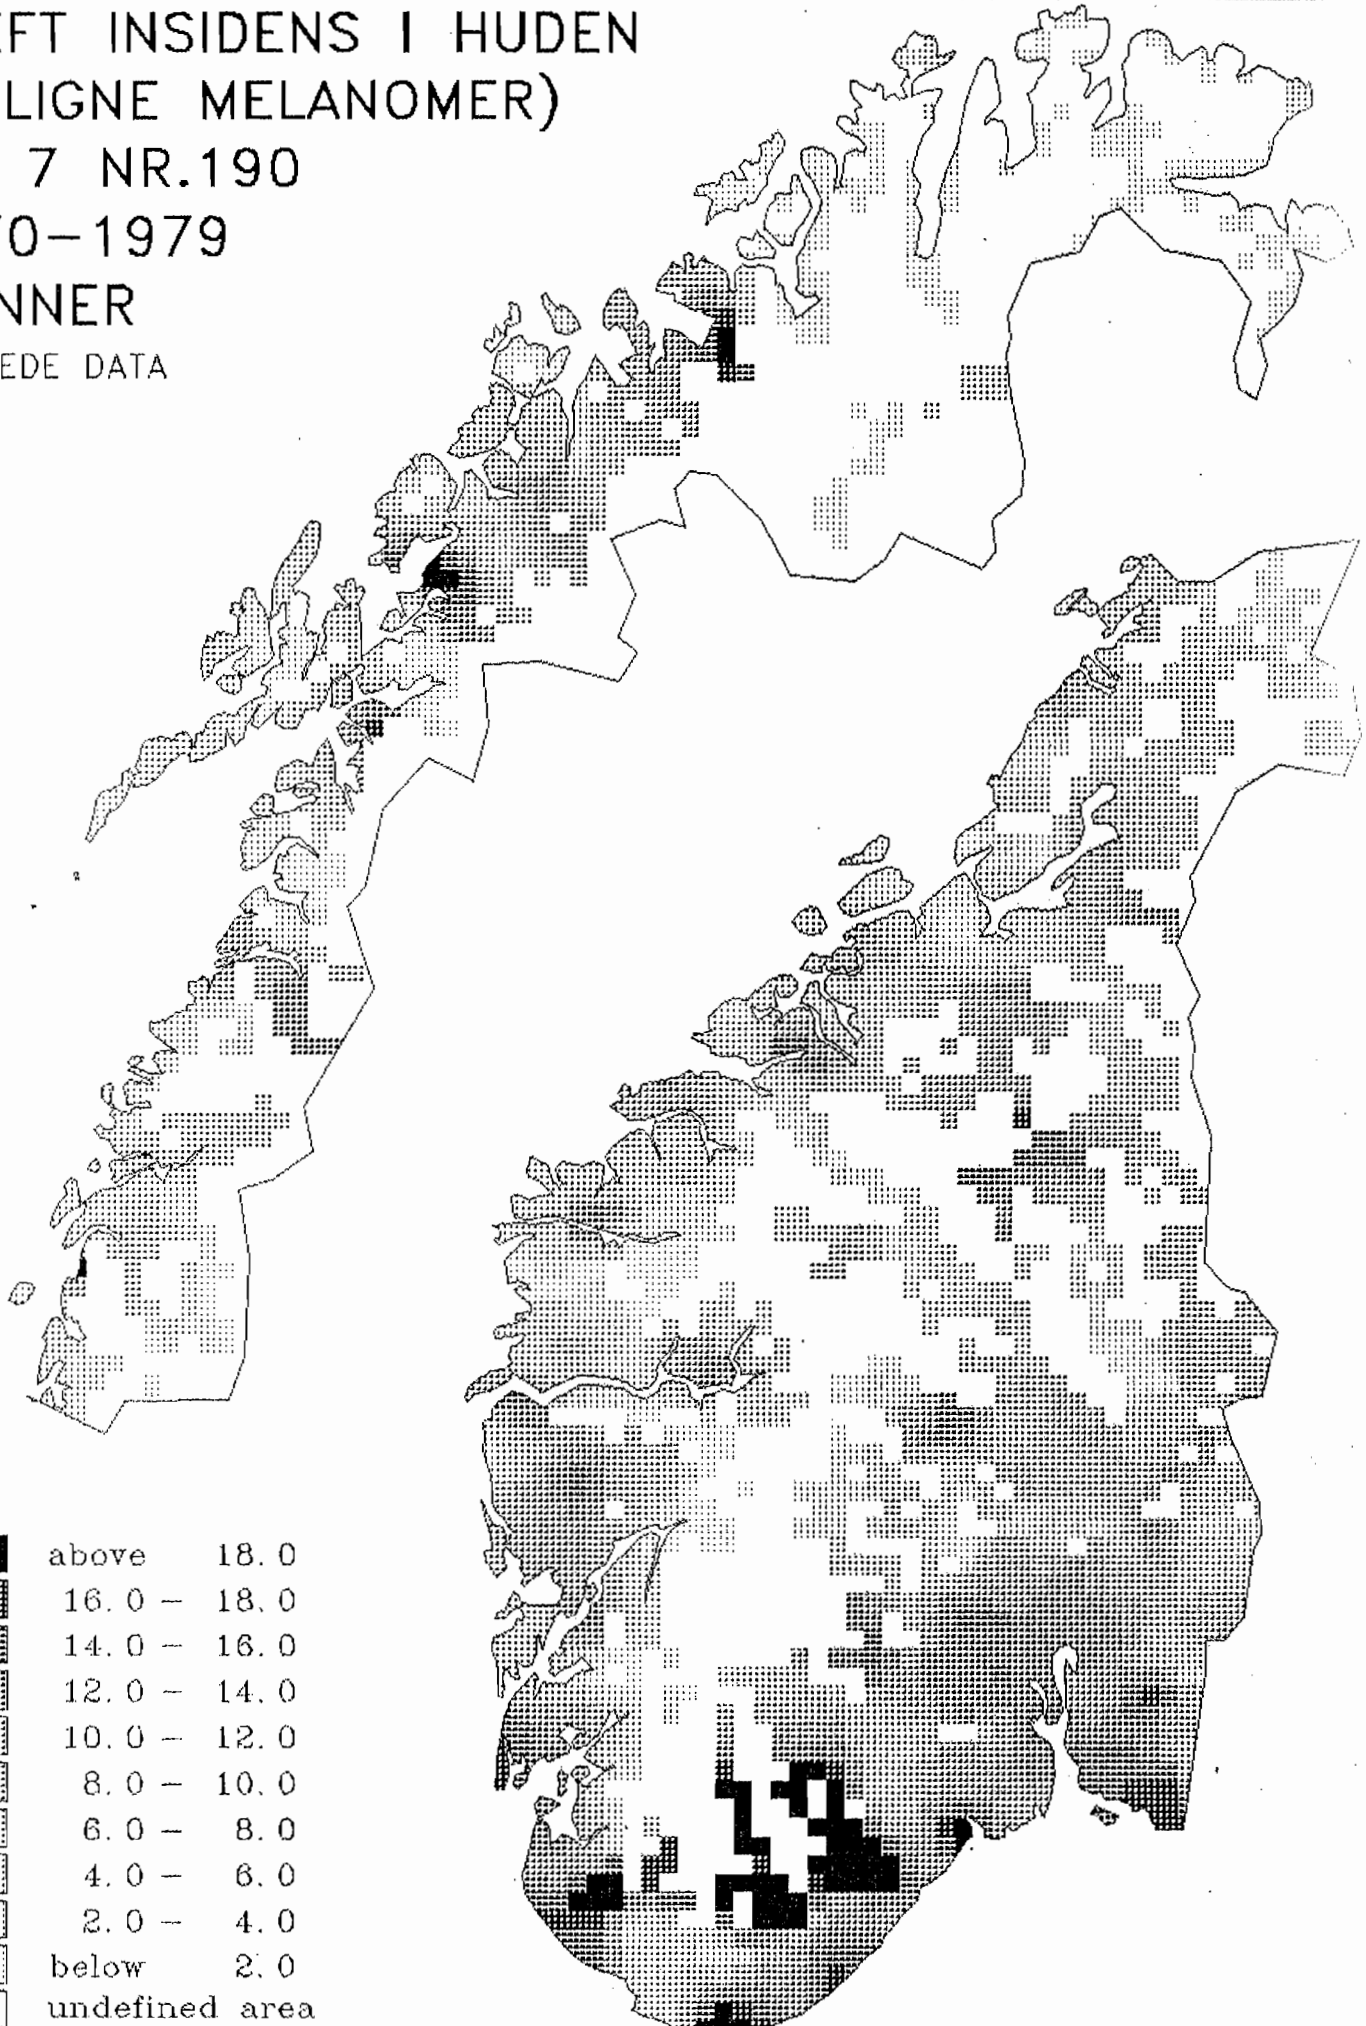 EFT INSIDENS I HUDEN
LIGNE MELANOMER)
7 NR.190
70-1979
NNER
EDE DATA
above 18.0
16.0 - 18.0
14.0 - 16.0
12.0 - 14.0
10.0 - 12.0
8.0 - 10.0
6.0 - 8.0
4.0 - 6.0
2.0 - 4.0
below 2.0
undefined area